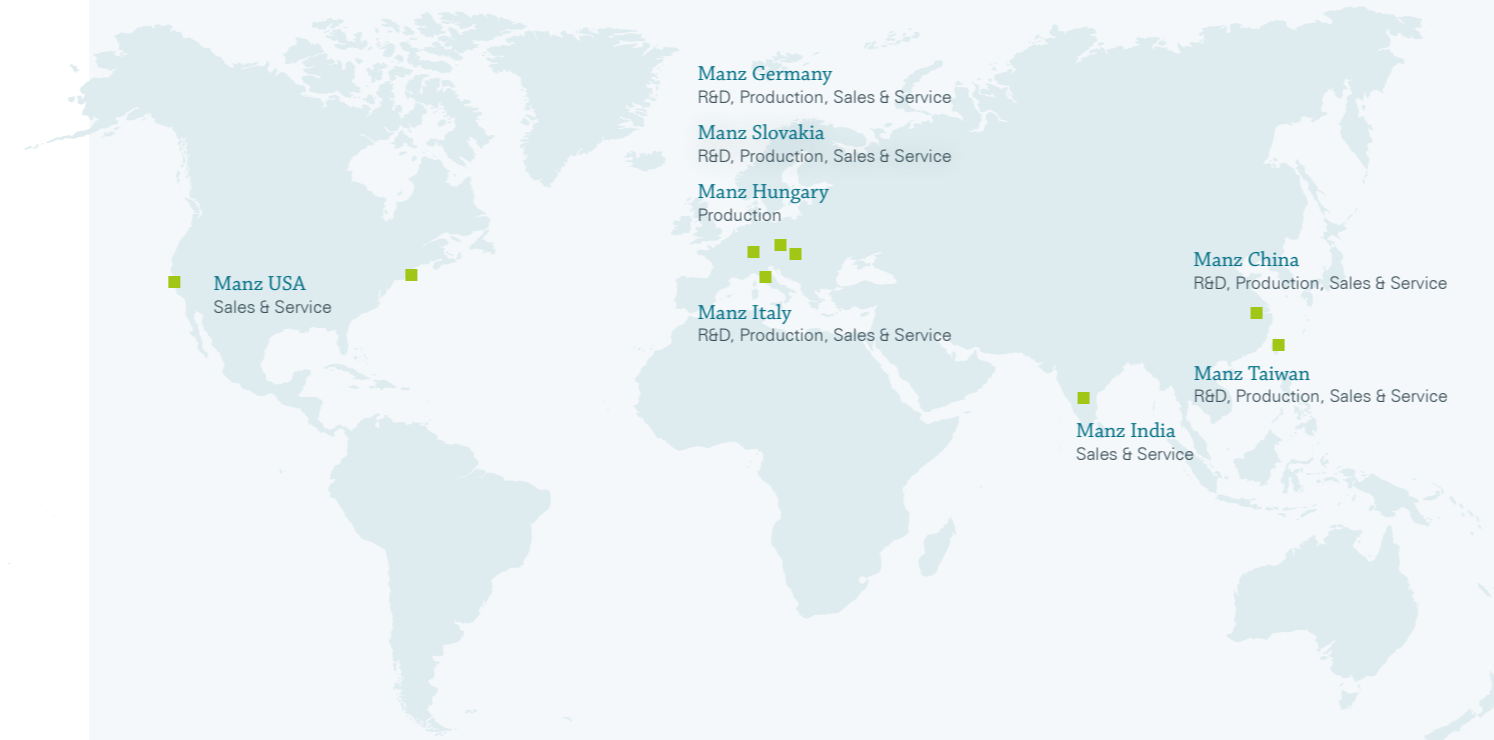 Manz Germany
R&D, Production, Sales & Service
Manz Slovakia
R&D, Production, Sales & Service
Manz Hungary
Production
Manz USA
Sales & Service
Manz Italy
R&D, Production, Sales & Service
Manz China
R&D, Production, Sales & Service
Manz Taiwan
R&D, Production, Sales & Service
Manz India
Sales & Service